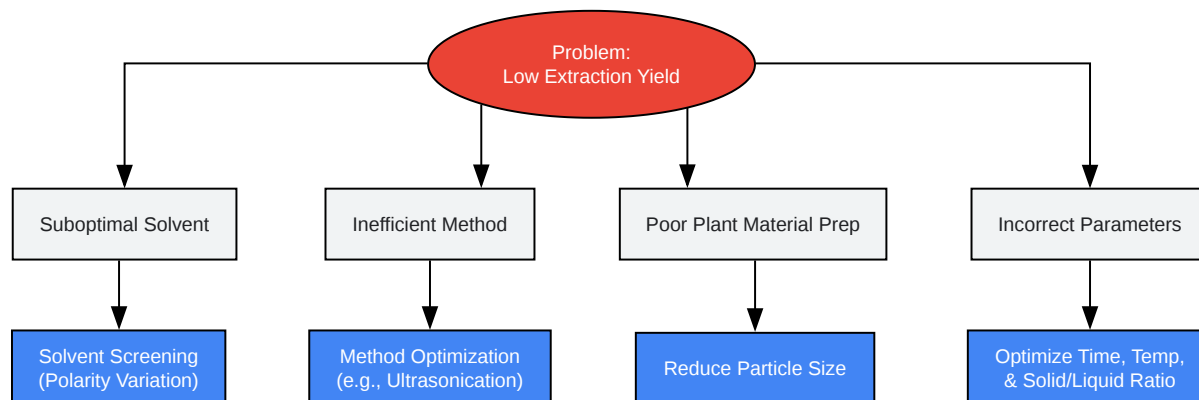 Problem:
Low Extraction Yield
Suboptimal Solvent
Inefficient Method
Poor Plant Material Prep
Incorrect Parameters
Solvent Screening
(Polarity Variation)
Method Optimization
(e.g., Ultrasonication)
Reduce Particle Size
Optimize Time, Temp,
& Solid/Liquid Ratio